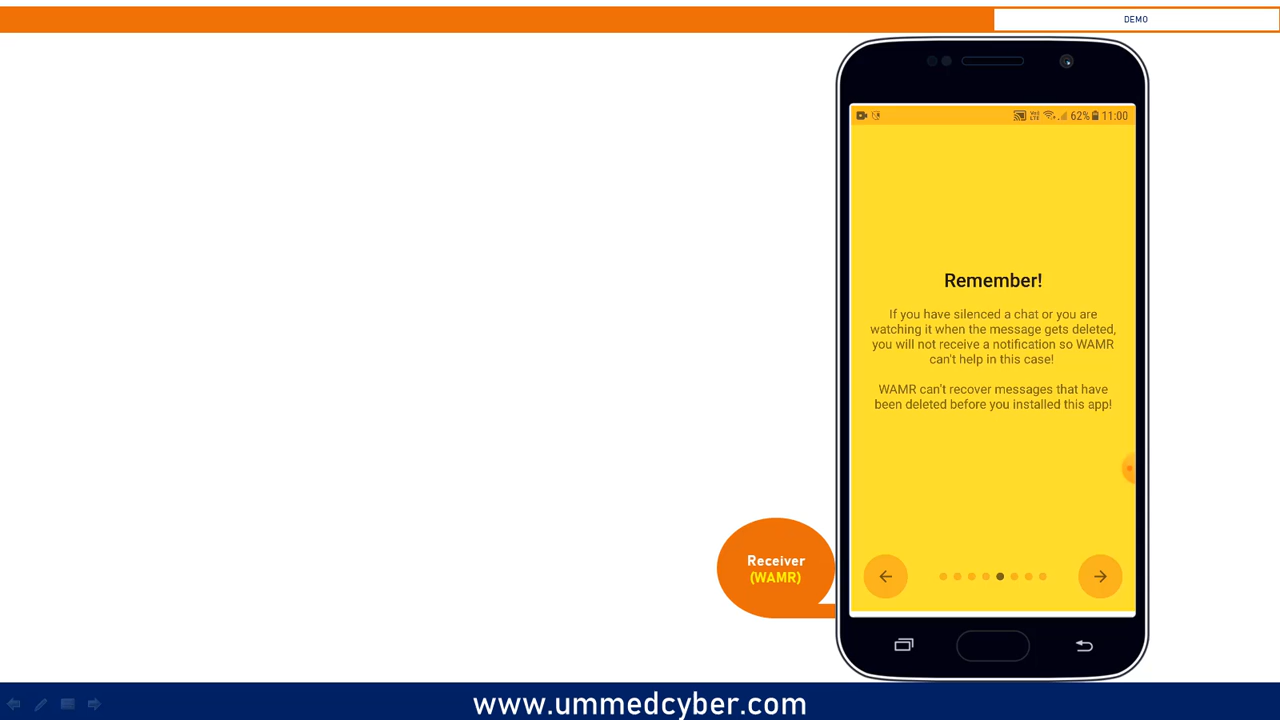 DEMO
62% 11:00
Remember!
If you have silenced a chat or you are
watching it when the message gets deleted,
you will not receive a notification so WAMR
can't help in this case!
WAMR can't recover messages that have
been deleted before you installed this app!
Receiver
(WAMR)
www.ummedcyber.com